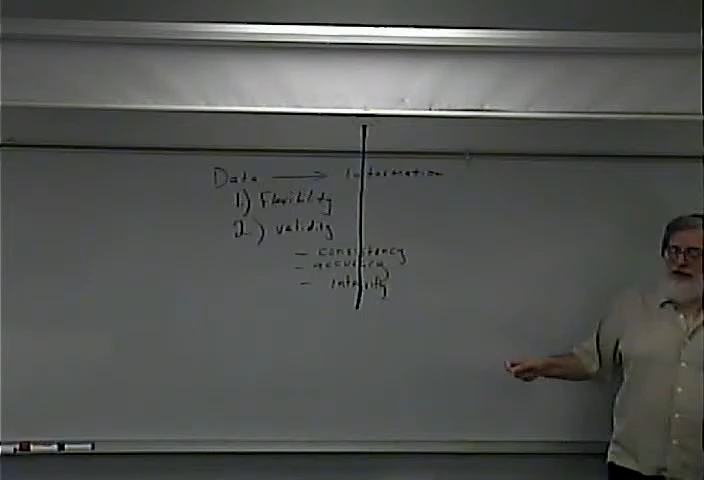 Data → Information
1) Flexibility
2) validity
- consistency
- accuracy
- integrity